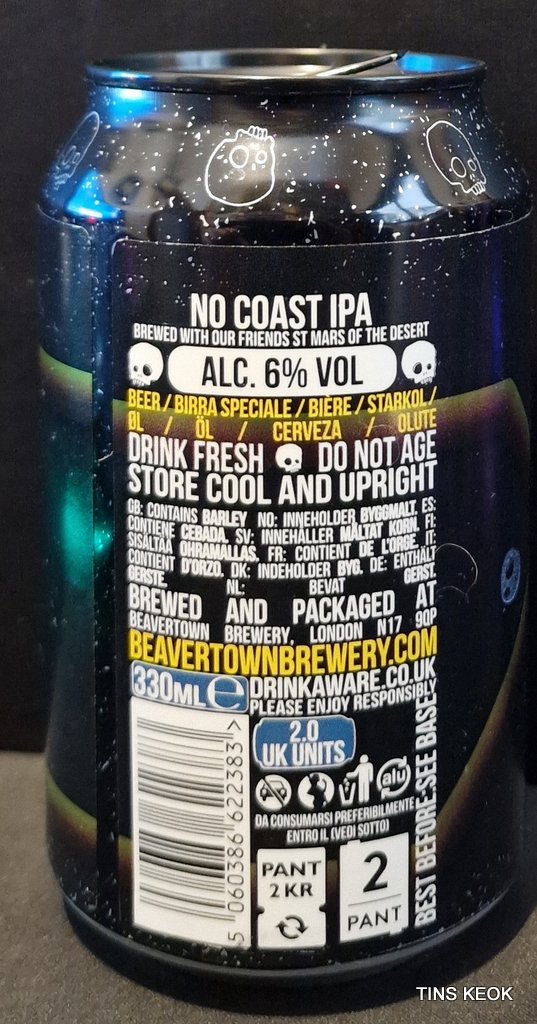 NO COAST IPA
BREWED WITH OUR FRIENDS ST MARS OF THE DESERT
ALC. 6% VOL
BEER / BIRRA SPECIALE / BIÈRE / STARKOL /
ØL / ÖL / CERVEZA / OLUTE
DRINK FRESH DO NOT AGE
STORE COOL AND UPRIGHT
GB: CONTAINS BARLEY NO: INNEHOLDER BYGGMALT. ES:
CONTIENE CEBADA. SV: INNEHÅLLER MÄLTAT KORN. FI:
SISÄLTÄÄ OHRAMALLAS. FR: CONTIENT DE L'ORGE. IT:
CONTIENT D'ORZO. DK: INDEHOLDER BYG. DE: ENTHÄLT
GERSTE. NL: BEVAT GERST.
BREWED AND PACKAGED AT
BEAVERTOWN BREWERY, LONDON N17 9QP
BEAVERTOWNBREWERY.COM
330ML e DRINKAWARE.CO.UK
PLEASE ENJOY RESPONSIBLY
2.0
UK UNITS
alu
DA CONSUMARSI PREFERIBILMENTE
ENTRO IL (VEDI SOTTO)
BEST BEFORE:SEE BASE
5 060386 622383 >
PANT
2 KR
2
PANT
TINS KEOK